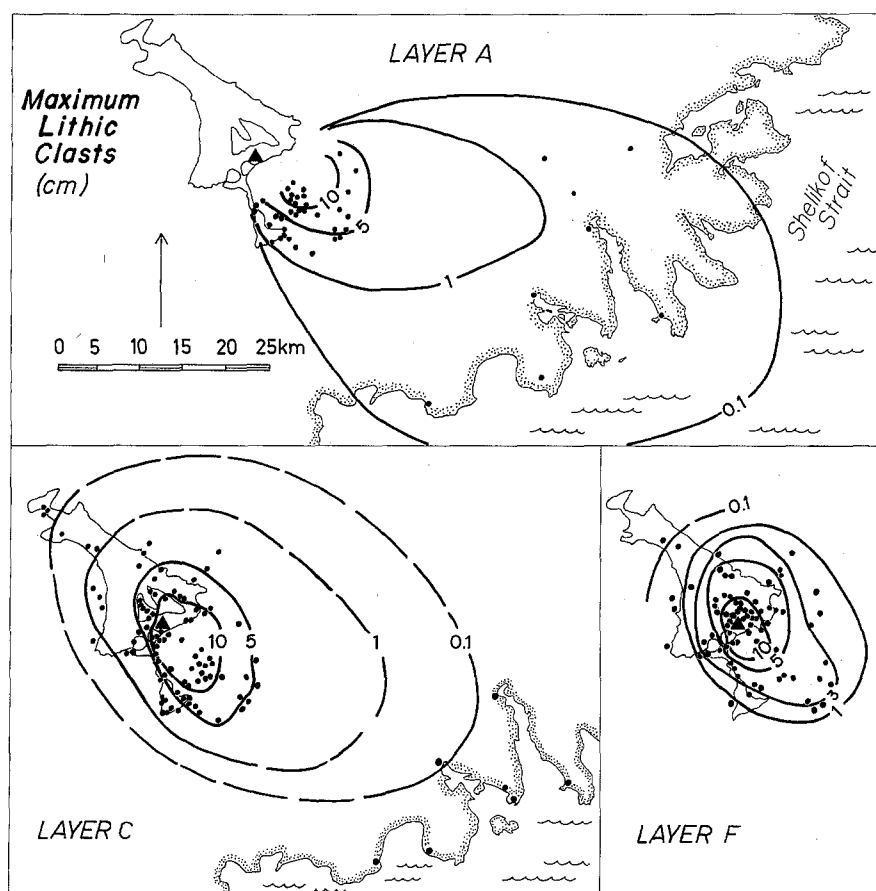 LAYER A
Maximum
Lithic
Clasts
(cm)
Shelikof
Strait
10
5
1
0.1
0 5 10 15 20 25km
10
5
1
0.1
LAYER C
0.1
10
5
3
1
LAYER F